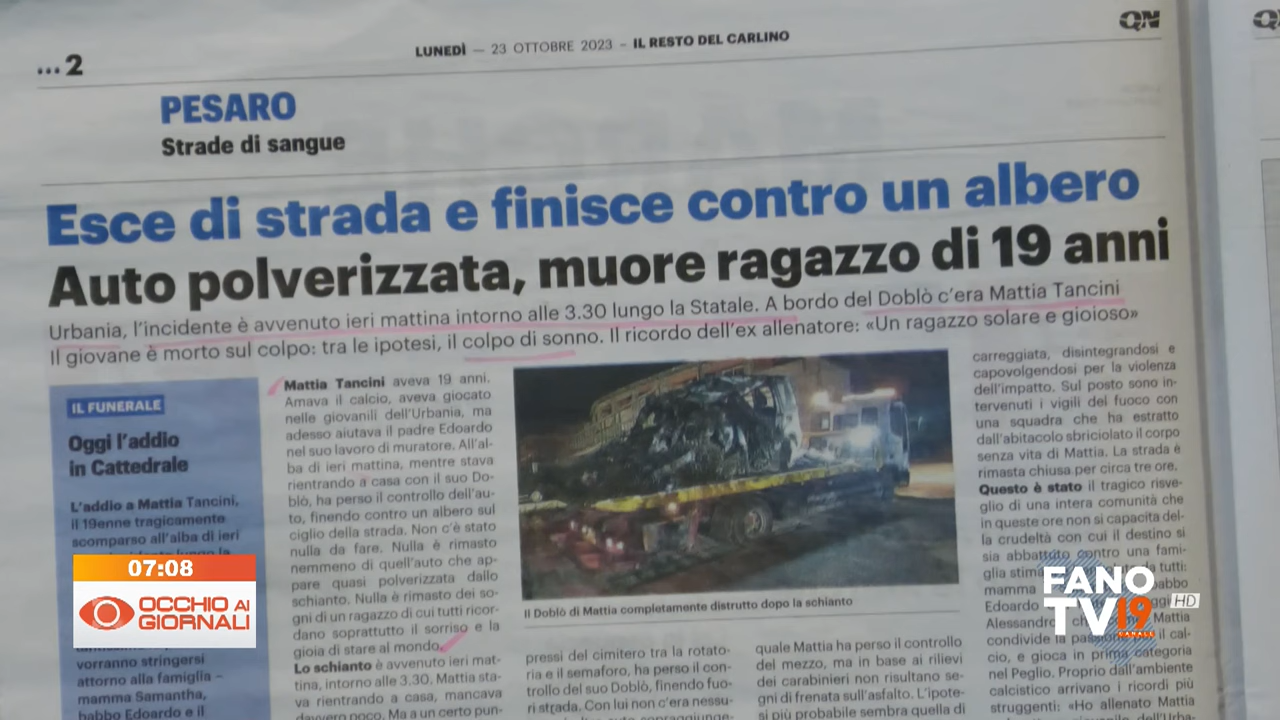 ...2
LUNEDÌ — 23 OTTOBRE 2023 – IL RESTO DEL CARLINO
QN
PESARO
Strade di sangue
Esce di strada e finisce contro un albero
Auto polverizzata, muore ragazzo di 19 anni
Urbania, l'incidente è avvenuto ieri mattina intorno alle 3.30 lungo la Statale. A bordo del Doblò c'era Mattia Tancini
Il giovane è morto sul colpo: tra le ipotesi, il colpo di sonno. Il ricordo dell'ex allenatore: «Un ragazzo solare e gioioso»
IL FUNERALE
Oggi l'addio
in Cattedrale
L'addio a Mattia Tancini,
il 19enne tragicamente
scomparso all'alba di ieri
vorranno stringersi
attorno alla famiglia –
mamma Samantha,
babbo Edoardo e il
Mattia Tancini aveva 19 anni.
Amava il calcio, aveva giocato
nelle giovanili dell'Urbania, ma
adesso aiutava il padre Edoardo
nel suo lavoro di muratore. All'al-
ba di ieri mattina, mentre stava
rientrando a casa con il suo Do-
blò, ha perso il controllo dell'au-
to, finendo contro un albero sul
ciglio della strada. Non c'è stato
nulla da fare. Nulla è rimasto
nemmeno di quell'auto che ap-
pare quasi polverizzata dallo
schianto. Nulla è rimasto dei so-
gni di un ragazzo di cui tutti ricor-
dano soprattutto il sorriso e la
gioia di stare al mondo.
Lo schianto è avvenuto ieri mat-
tina, intorno alle 3.30. Mattia sta-
va rientrando a casa, mancava
davvero poco. Ma a un certo pun-
Il Doblò di Mattia completamente distrutto dopo lo schianto
pressi del cimitero tra la rotato-
ria e il semaforo, ha perso il con-
trollo del suo Doblò, finendo fuo-
ri strada. Con lui non c'era nessu-
quale Mattia ha perso il controllo
del mezzo, ma in base ai rilievi
dei carabinieri non risultano se-
gni di frenata sull'asfalto. L'ipote-
si più probabile sembra quella di
carreggiata, disintegrandosi e
capovolgendosi per la violenza
dell'impatto. Sul posto sono in-
tervenuti i vigili del fuoco con
una squadra che ha estratto
dall'abitacolo sbriciolato il corpo
senza vita di Mattia. La strada è
rimasta chiusa per circa tre ore.
Questo è stato il tragico risve-
glio di una intera comunità che
in queste ore non si capacita del-
la crudeltà con cui il destino si
sia abbattuto contro una fami-
glia tutti:
mamma babbo
Edoardo
Alessandro Mattia
condivide la passione il cal-
cio, e gioca in prima categoria
nel Peglio. Proprio dall'ambiente
calcistico arrivano i ricordi più
struggenti: «Ho allenato Mattia
07:08
OCCHIO AI
GIORNALI
FANO
TV19
HD